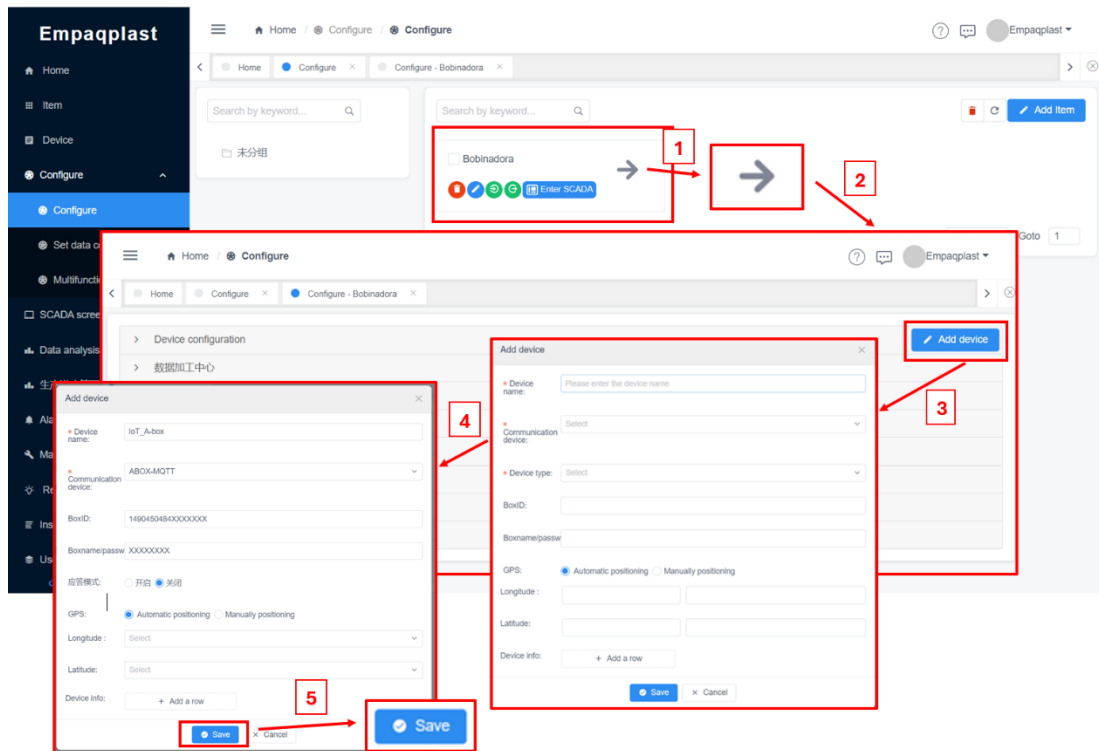 Empaqplast
Home / Configure / Configure
Empaqplast
Home
Home
Configure ×
Configure - Bobinadora ×
Item
Search by keyword...
Search by keyword...
Add Item
Device
未分组
Bobinadora
1
Configure
Enter SCADA
2
Configure
Goto 1
Set data
Home / Configure
Empaqplast
Home
Configure ×
Configure - Bobinadora ×
SCADA
Data analysis
Device configuration
Add device
数据加工中心
Add device
* Device name:
Please enter the device name
3
* Communication device:
Select
* Device type:
Select
BoxID:
Boxname/passw
GPS:
Automatic positioning
Manually positioning
Longitude :
Latitude:
Device info:
+ Add a row
Save
× Cancel
4
Add device
* Device name:
IoT_A-box
* Communication device:
ABOX-MQTT
BoxID:
1490450484XXXXXXX
Boxname/passw
XXXXXXXX
应答模式:
开启
关闭
GPS:
Automatic positioning
Manually positioning
Longitude :
Select
Latitude:
Select
Device info:
+ Add a row
5
Save
× Cancel
Save